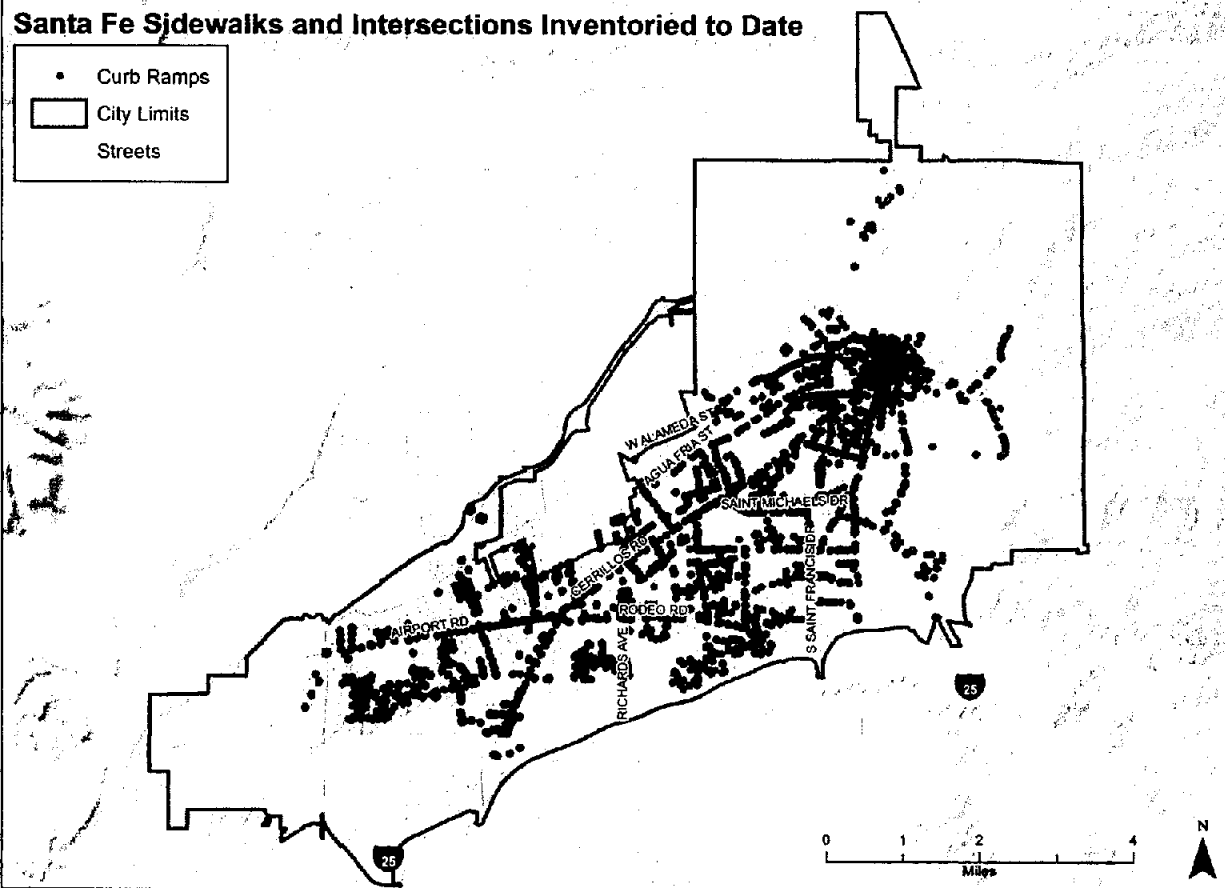 Santa Fe Sidewalks and Intersections Inventoried to Date
Curb Ramps
City Limits
Streets
W ALAMEDA ST
AGUA FRIA ST
SAINT MICHAELS DR
CERRILLOS RD
S SAINT FRANCIS DR
RODEO RD
AIRPORT RD
RICHARDS AVE
25
25
N
0 1 2 4
Miles